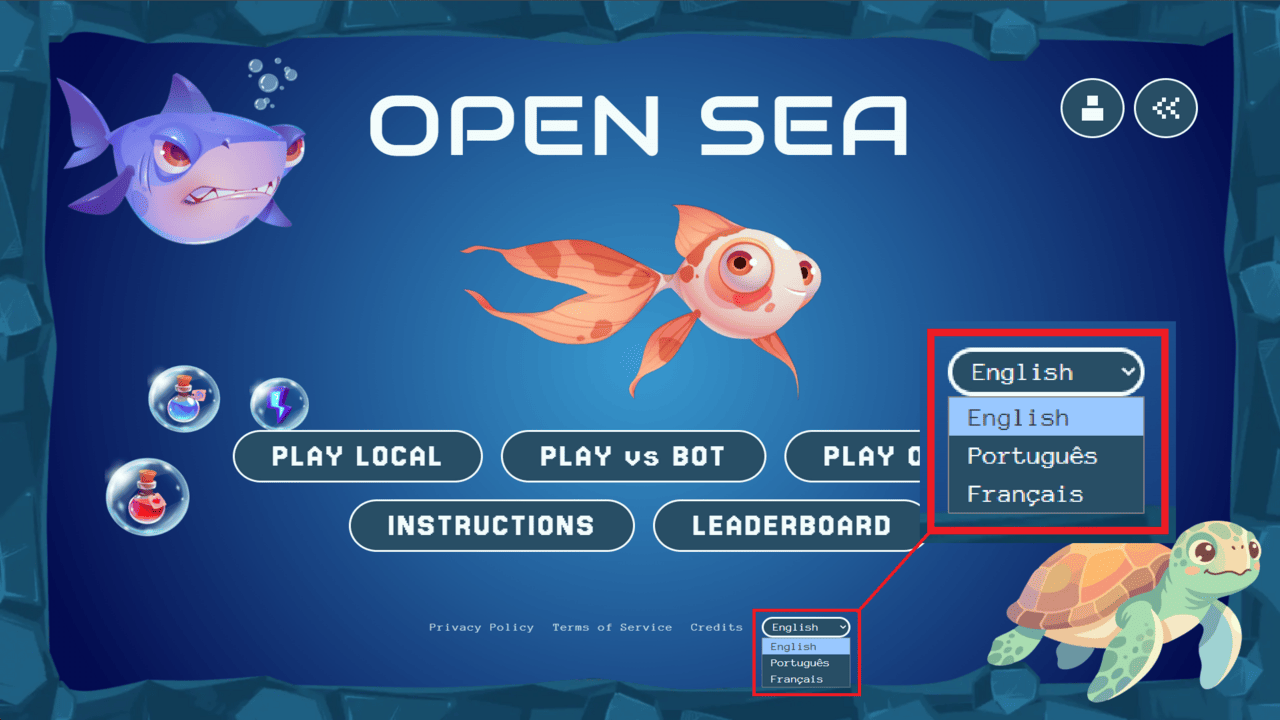 OPEN SEA
PLAY LOCAL
PLAY vs BOT
PLAY
INSTRUCTIONS
LEADERBOARD
English
English
Português
Français
Privacy Policy
Terms of Service
Credits
English
English
Português
Français